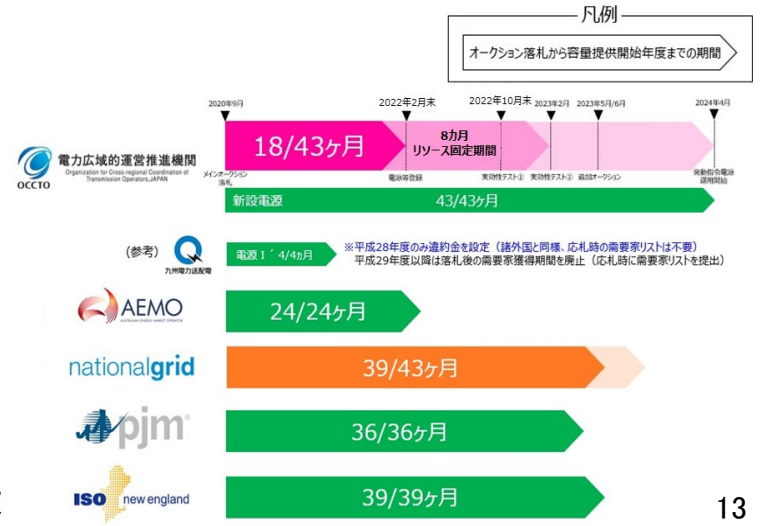 凡例
オークション落札から容量提供開始年度までの期間
2020年9月
2022年2月末
2022年10月末
2023年2月
2023年5月/6月
2024年4月
18/43ヶ月
8カ月
リソース固定期間
OCCTO
電力広域的運営推進機関
Organization for Cross-regional Coordination of
Transmission Operators,JAPAN
メインオークション
落札
電源等登録
実効性テスト①
実効性テスト②
追加オークション
発動指令電源
運用開始
新設電源
43/43ヶ月
(参考)
九州電力送配電
電源Ⅰ´4/4カ月
※平成28年度のみ違約金を設定（諸外国と同様、応札時の需要家リストは不要）
平成29年度以降は落札後の需要家獲得期間を廃止（応札時に需要家リストを提出）
AEMO
AUSTRALIAN ENERGY MARKET OPERATOR
24/24ヶ月
nationalgrid
39/43ヶ月
pjm
36/36ヶ月
ISO new england
39/39ヶ月
13